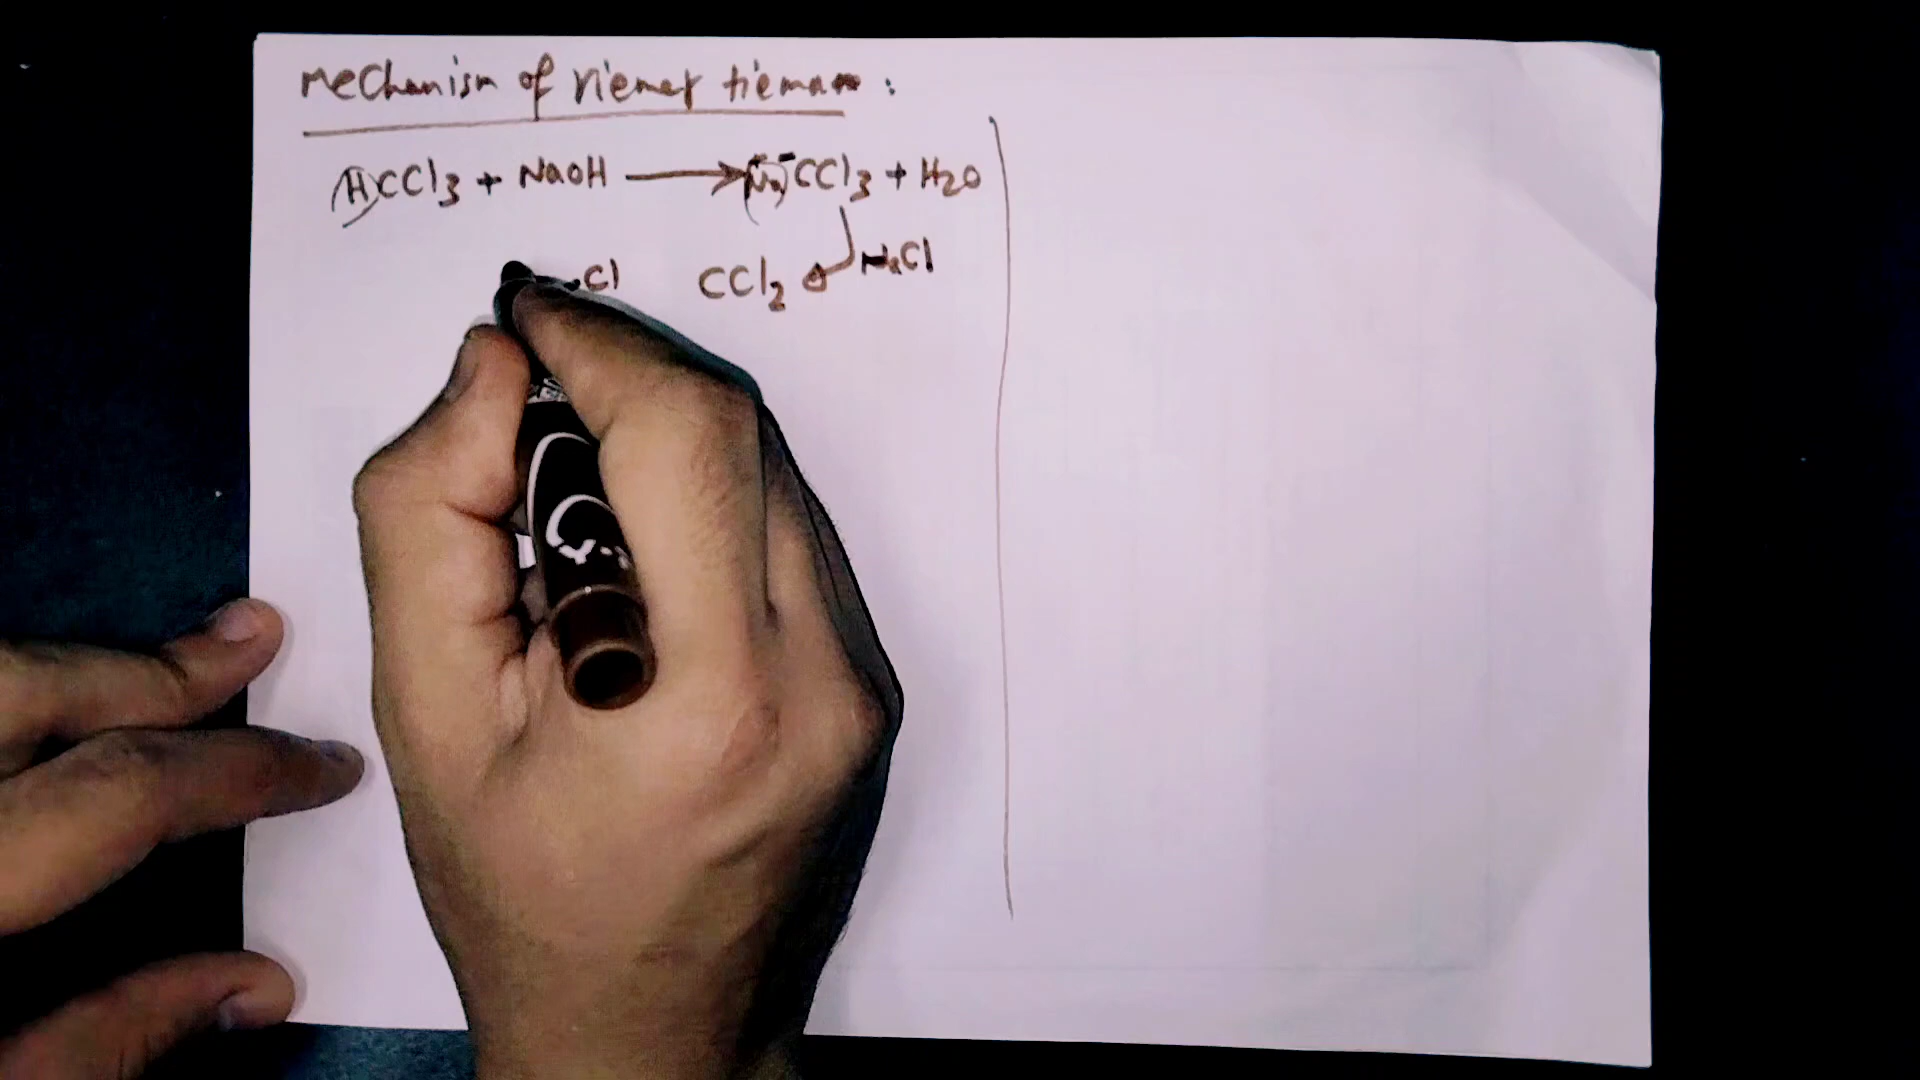 Mechanism of riemer tiemann :
HCCl3 + NaOH → Na CCl3 + H2O
Cl CCl2 NaCl